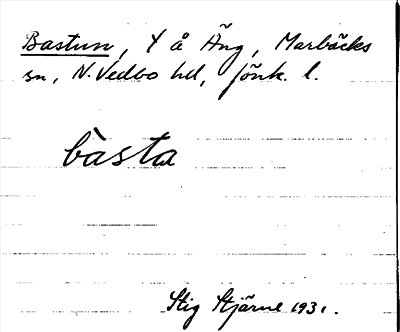 Bastun, Y å Äng, Marbäcks
sn, N. Vedbo hd, Jönk. l.
bàsta
Stig Stjärne 1931.